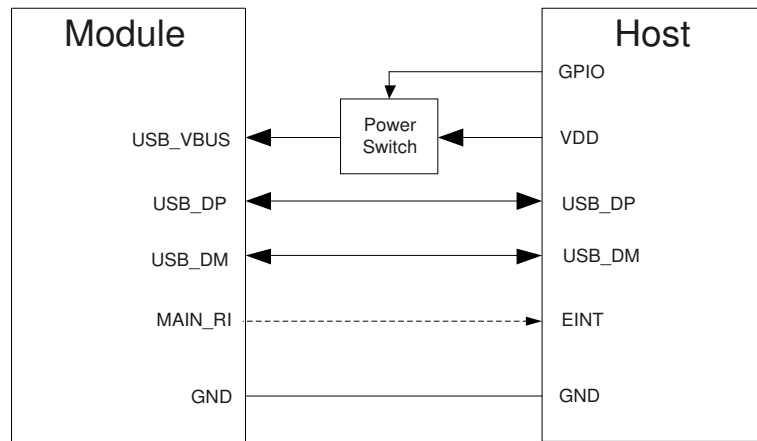 Module
Host
GPIO
USB_VBUS
Power
Switch
VDD
USB_DP
USB_DP
USB_DM
USB_DM
MAIN_RI
EINT
GND
GND